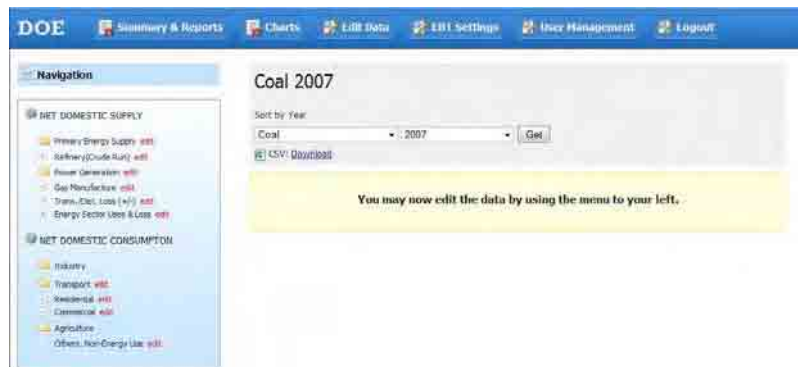 DOE Summary & Reports Charts Edit Data EBT Settings User Management Logout
Navigation
NET DOMESTIC SUPPLY
Primary Energy Supply edit
Refinery(Crude Run) edit
Power Generation edit
Gas Manufacture edit
Trans./Dist. Loss (+/-) edit
Energy Sector Uses & Loss edit
NET DOMESTIC CONSUMPTON
Industry
Transport edit
Residential edit
Commercial edit
Agriculture
Others, Non-Energy Use edit
Coal 2007
Sort by Year
Coal 2007 Get
CSV: Download
You may now edit the data by using the menu to your left.